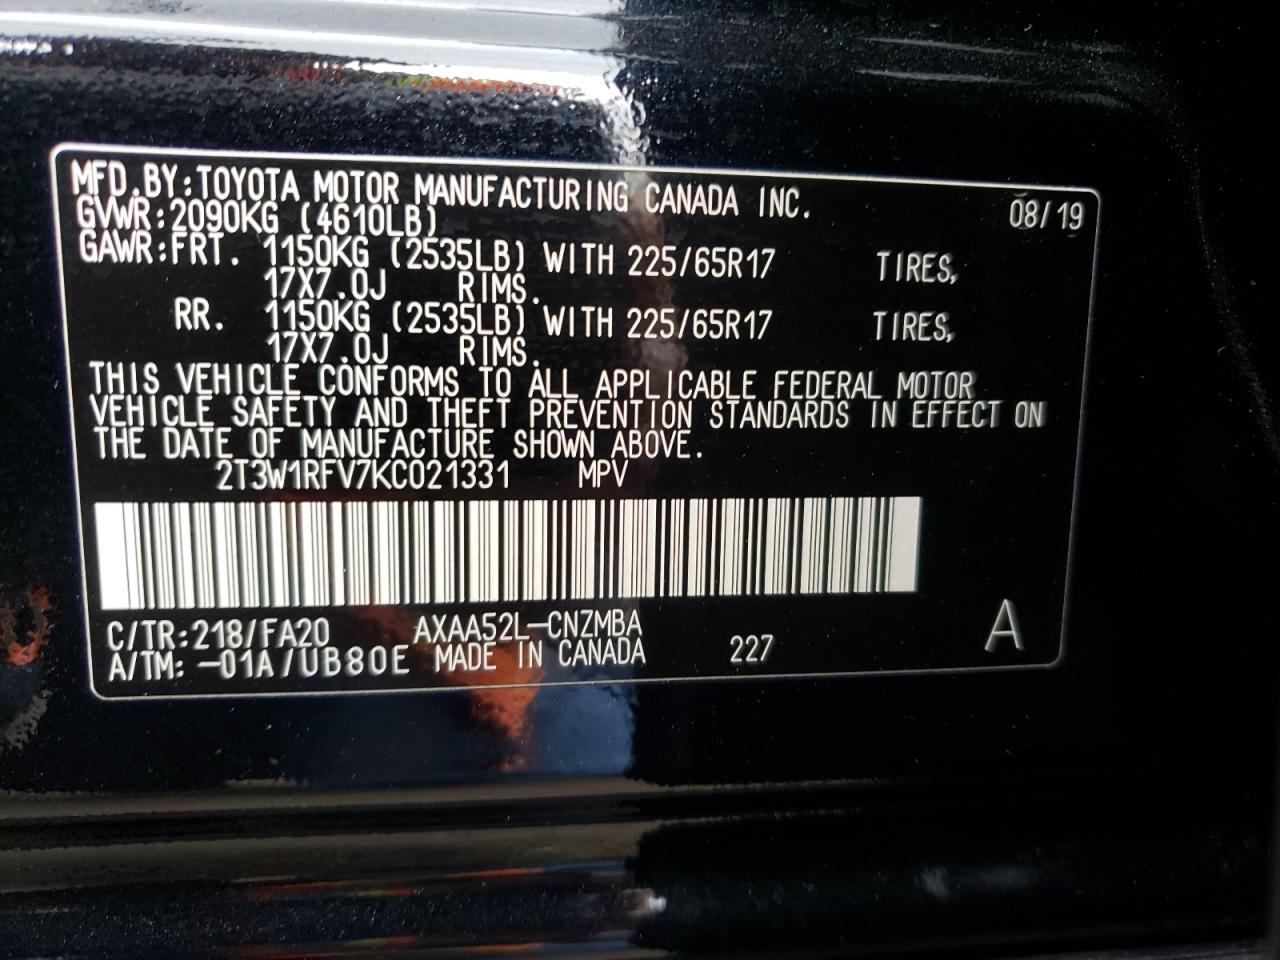 MFD.BY:TOYOTA MOTOR MANUFACTURING CANADA INC. 08/19
GVWR:2090KG (4610LB)
GAWR:FRT. 1150KG (2535LB) WITH 225/65R17 TIRES,
17X7.0J RIMS.
RR. 1150KG (2535LB) WITH 225/65R17 TIRES,
17X7.0J RIMS.
THIS VEHICLE CONFORMS TO ALL APPLICABLE FEDERAL MOTOR
VEHICLE SAFETY AND THEFT PREVENTION STANDARDS IN EFFECT ON
THE DATE OF MANUFACTURE SHOWN ABOVE.
2T3W1RFV7KC021331 MPV
C/TR:218/FA20 AXAA52L-CNZMBA A
A/TM:-01A/UB80E MADE IN CANADA 227